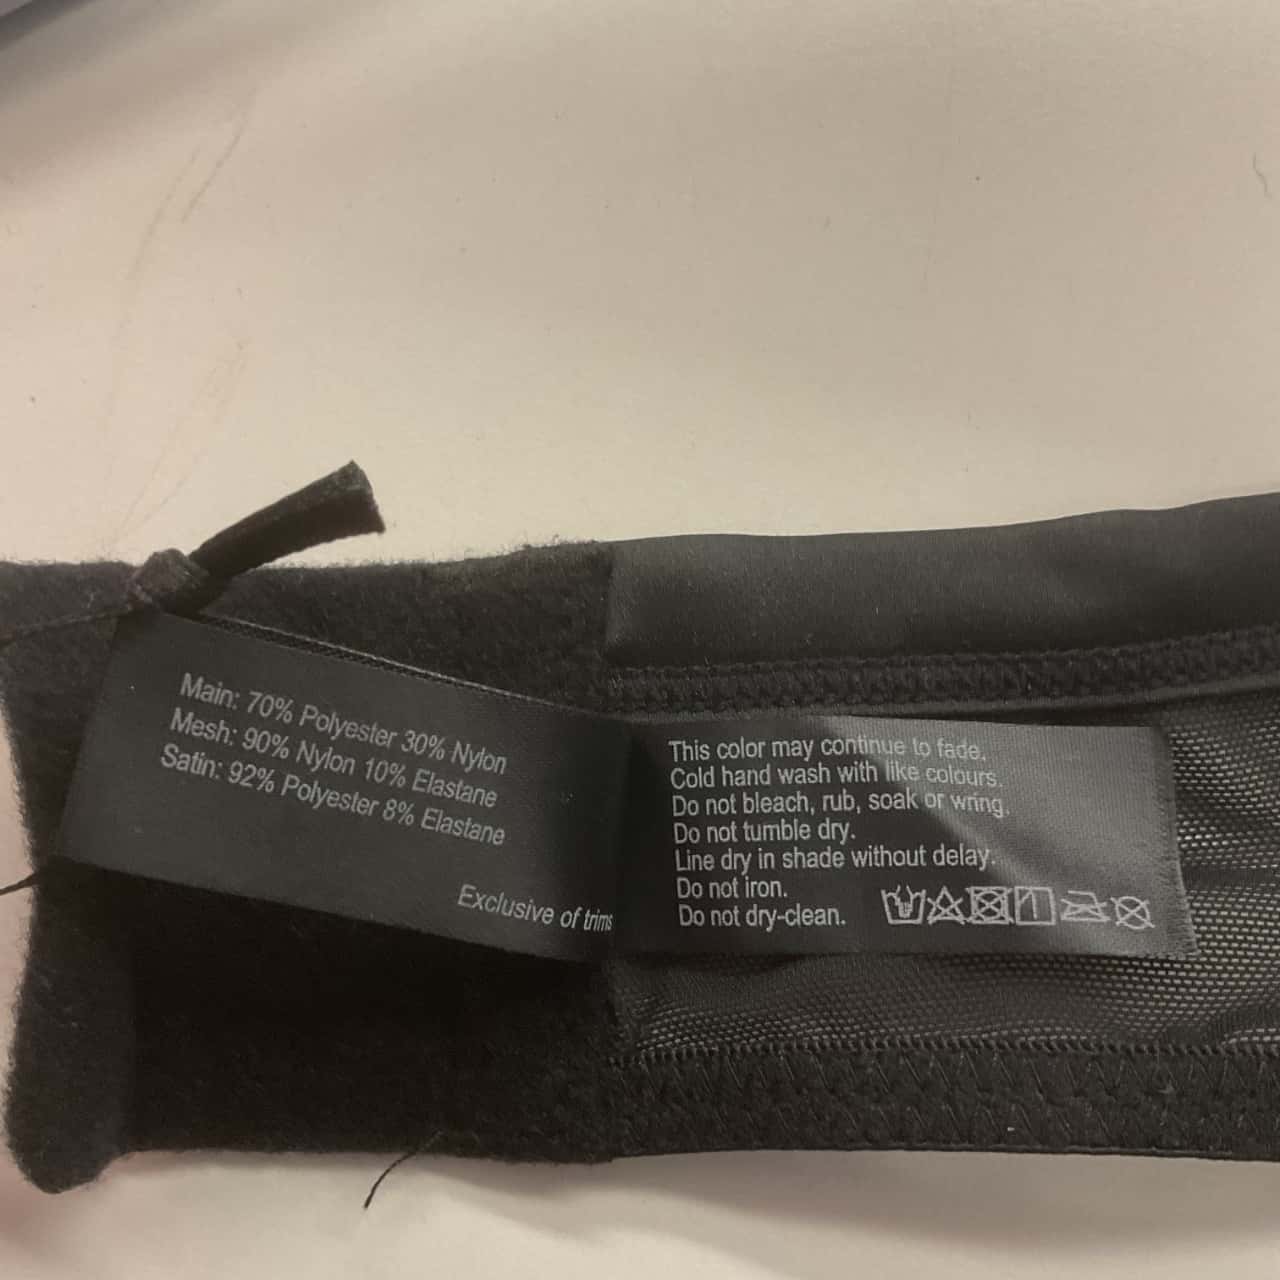 Main: 70% Polyester 30% Nylon
Mesh: 90% Nylon 10% Elastane
Satin: 92% Polyester 8% Elastane
Exclusive of trims
This color may continue to fade.
Cold hand wash with like colours.
Do not bleach, rub, soak or wring.
Do not tumble dry.
Line dry in shade without delay.
Do not iron.
Do not dry-clean.